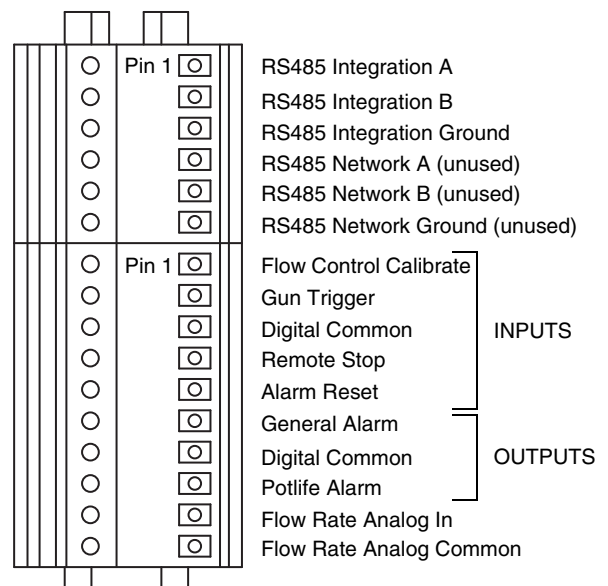 Pin 1 RS485 Integration A
RS485 Integration B
RS485 Integration Ground
RS485 Network A (unused)
RS485 Network B (unused)
RS485 Network Ground (unused)
Pin 1 Flow Control Calibrate
Gun Trigger
Digital Common INPUTS
Remote Stop
Alarm Reset
General Alarm
Digital Common OUTPUTS
Potlife Alarm
Flow Rate Analog In
Flow Rate Analog Common